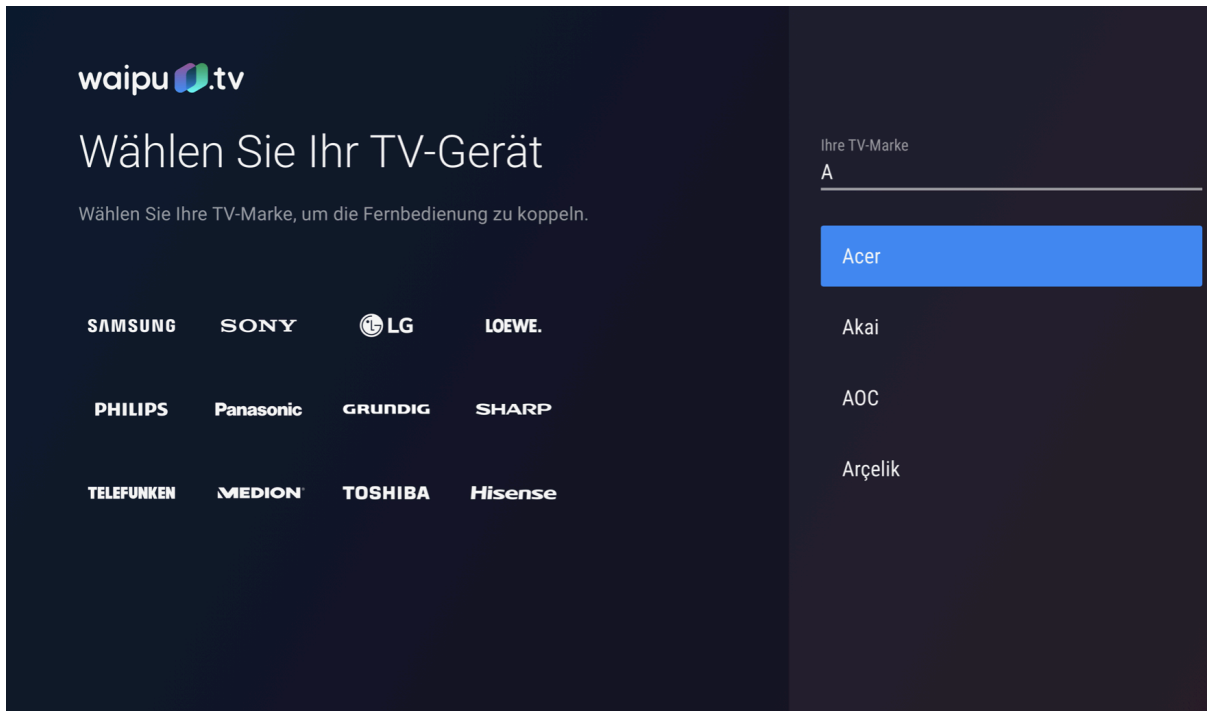 waipu.tv
Wählen Sie Ihr TV-Gerät
Wählen Sie Ihre TV-Marke, um die Fernbedienung zu koppeln.
SAMSUNG SONY LG LOEWE.
PHILIPS Panasonic GRUNDIG SHARP
TELEFUNKEN MEDION TOSHIBA Hisense
Ihre TV-Marke
A
Acer
Akai
AOC
Arçelik